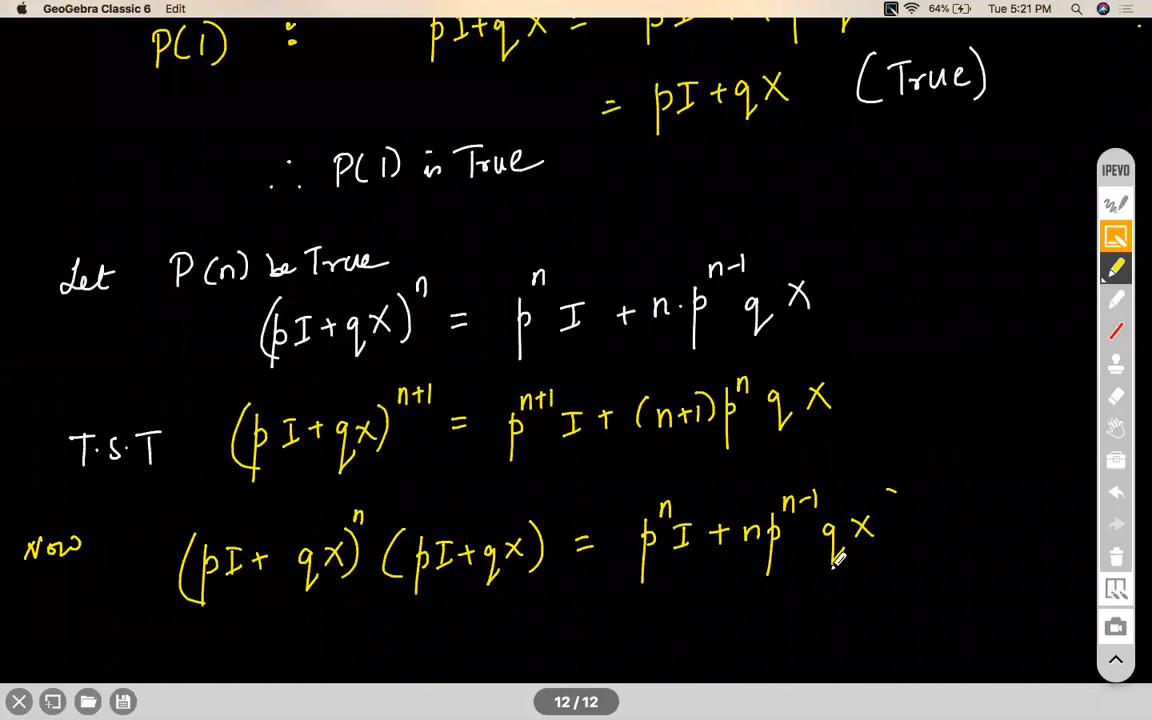 GeoGebra Classic 6 Edit 64% Tue 5:21 PM
P(1) : pI+qX =
= pI+qX (True)
∴ P(1) is True
Let P(n) be True
(pI+qX)^n = p^n I + n·p^{n-1} q X
T.S.T (pI+qX)^{n+1} = p^{n+1} I + (n+1) p^n q X
Now (pI+ qX)^n (pI+qX) = p^n I + n p^{n-1} q X
IPEVO
12/12